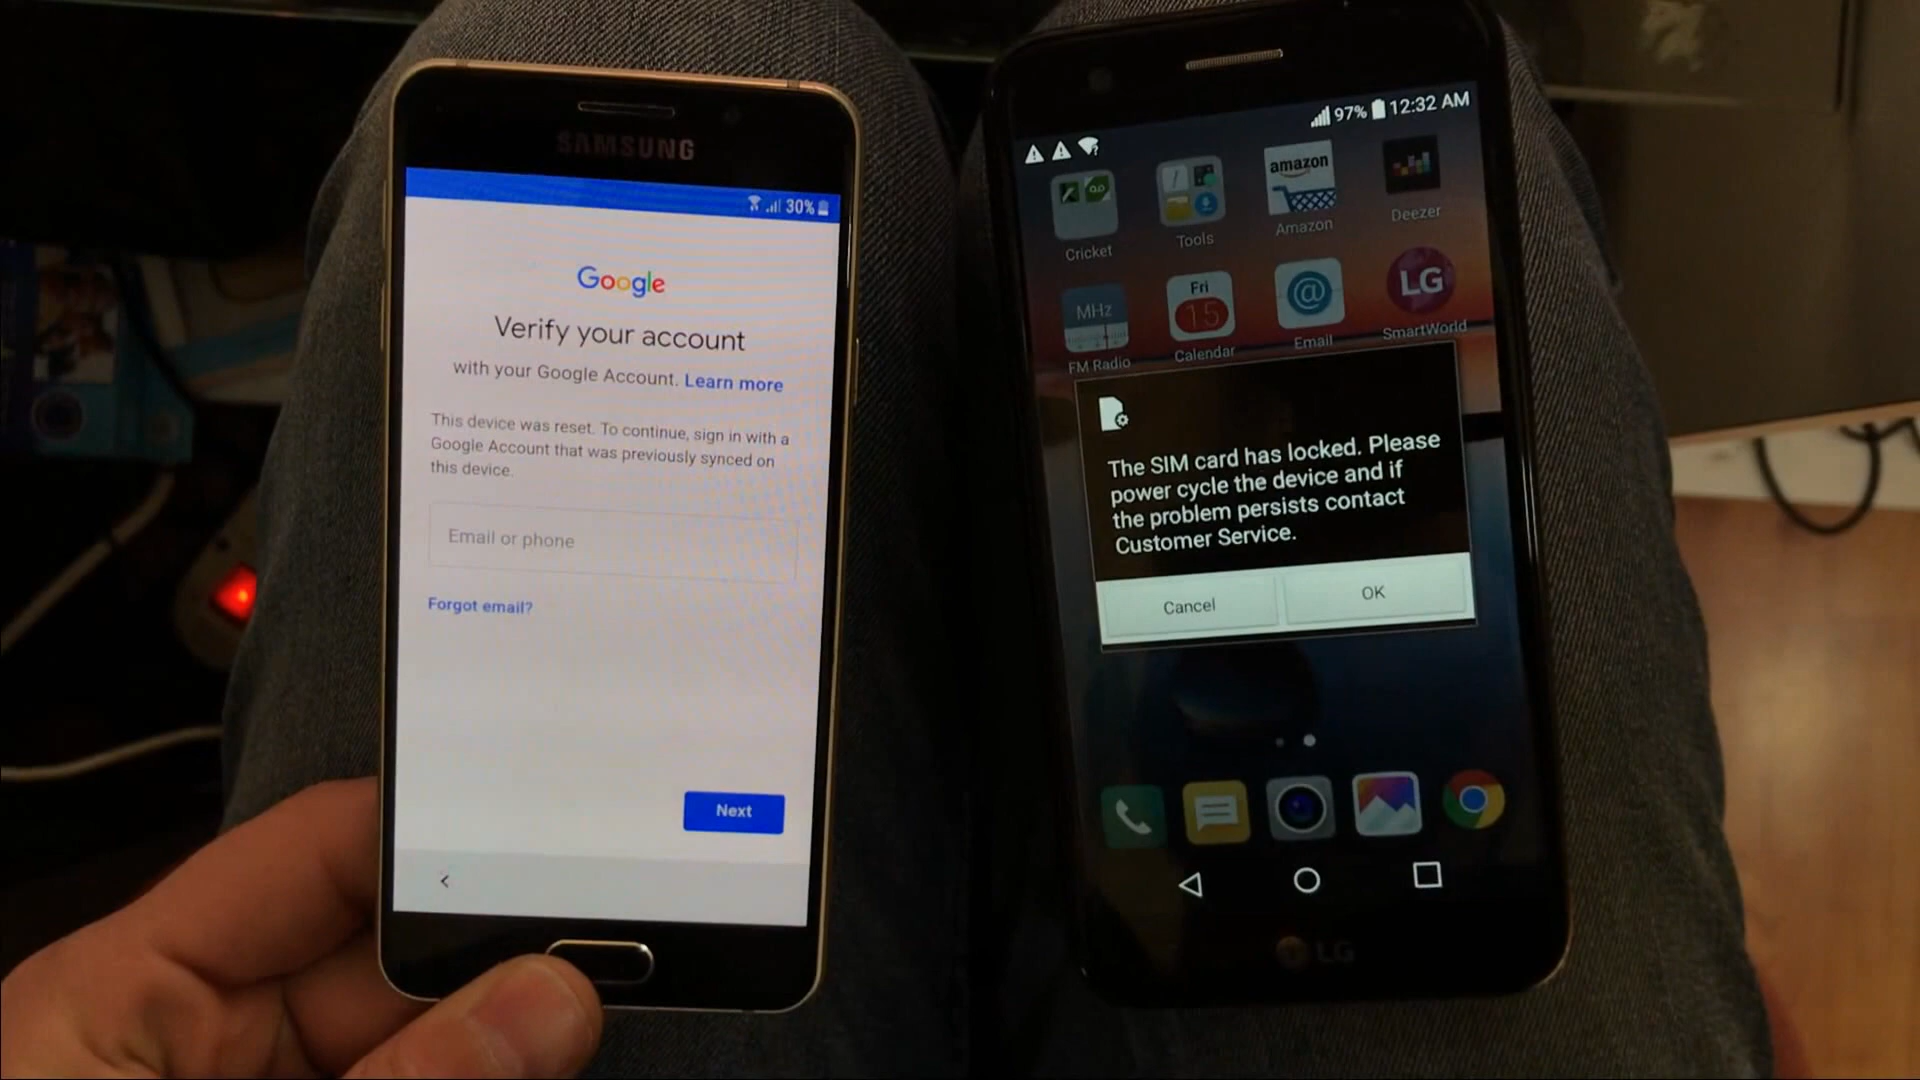 SAMSUNG
30%
Google
Verify your account
with your Google Account. Learn more
This device was reset. To continue, sign in with a
Google Account that was previously synced on
this device.
Email or phone
Forgot email?
Next
97% 12:32 AM
Cricket
Tools
amazon
Amazon
Deezer
MHz
FM Radio
Fri
15
Calendar
@
Email
LG
SmartWorld
The SIM card has locked. Please
power cycle the device and if
the problem persists contact
Customer Service.
Cancel
OK
LG